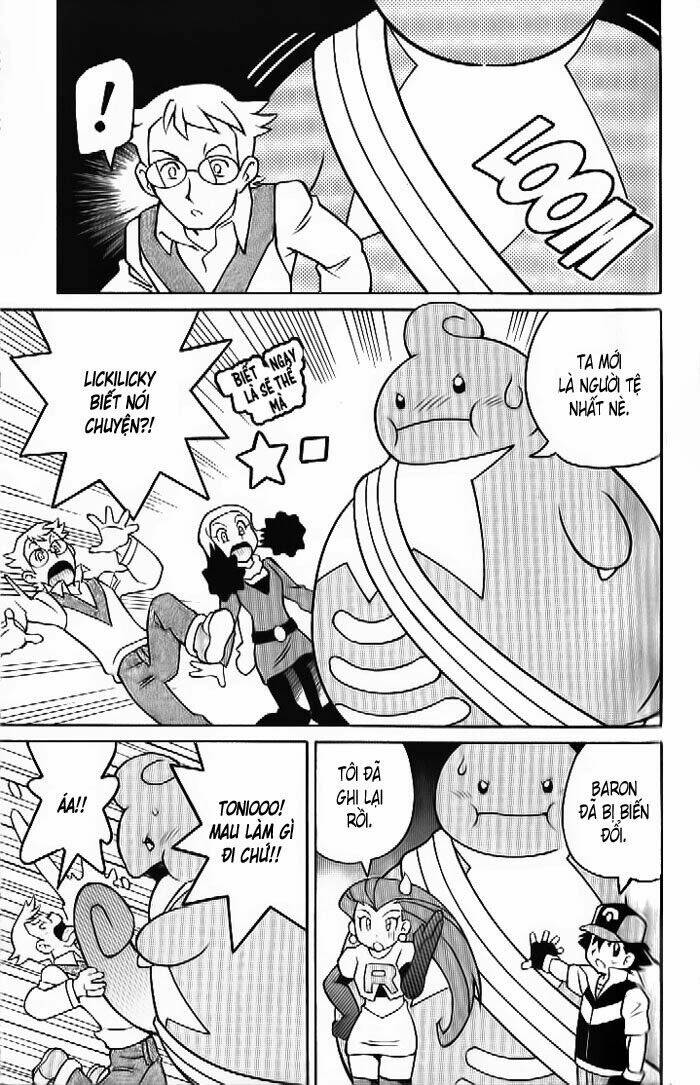 !
LOOM
TA MỚI
LÀ NGƯỜI TỆ
NHẤT NÈ.
BIẾT NGAY
LÀ SẼ THẾ
MÀ
LICKILICKY
BIẾT NÓI
CHUYỆN?!
BARON
ĐÃ BỊ BIẾN
ĐỔI.
TÔI ĐÃ
GHI LẠI
RỒI.
R
TONIOOO!
MAU LÀM GÌ
ĐI CHỨ!!
ÁA!!